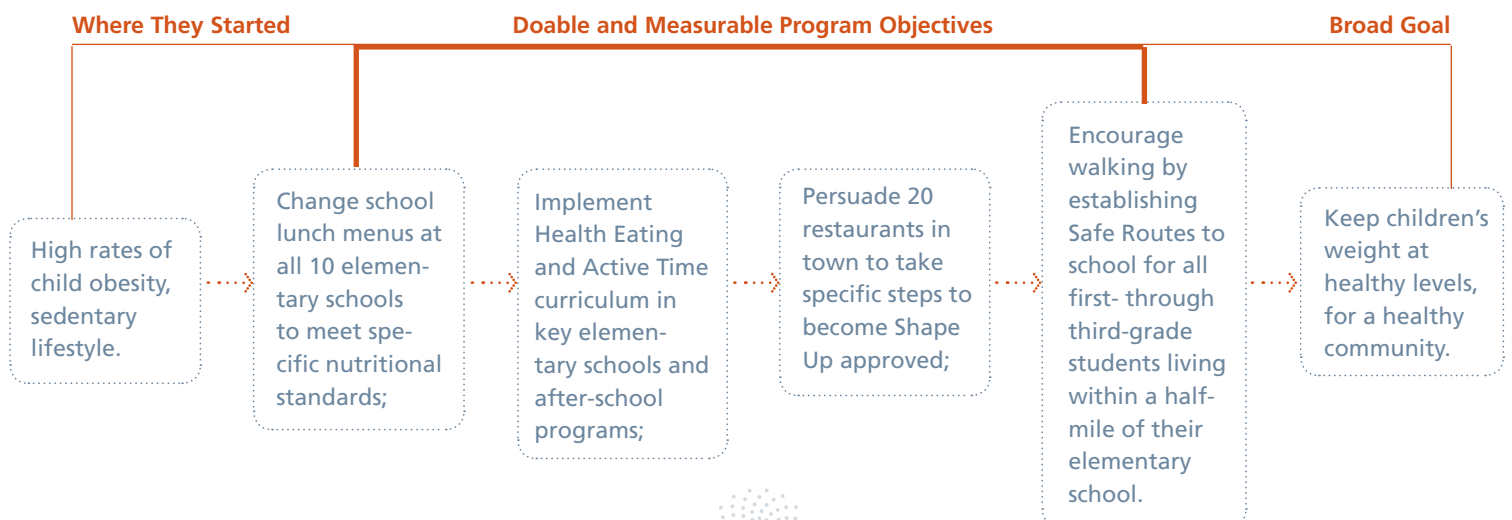 Where They Started
Doable and Measurable Program Objectives
Broad Goal
High rates of
child obesity,
sedentary
lifestyle.
Change school
lunch menus at
all 10 elemen-
tary schools
to meet spe-
cific nutritional
standards;
Implement
Health Eating
and Active Time
curriculum in
key elemen-
tary schools and
after-school
programs;
Persuade 20
restaurants in
town to take
specific steps to
become Shape
Up approved;
Encourage
walking by
establishing
Safe Routes to
school for all
first- through
third-grade
students living
within a half-
mile of their
elementary
school.
Keep children’s
weight at
healthy levels,
for a healthy
community.